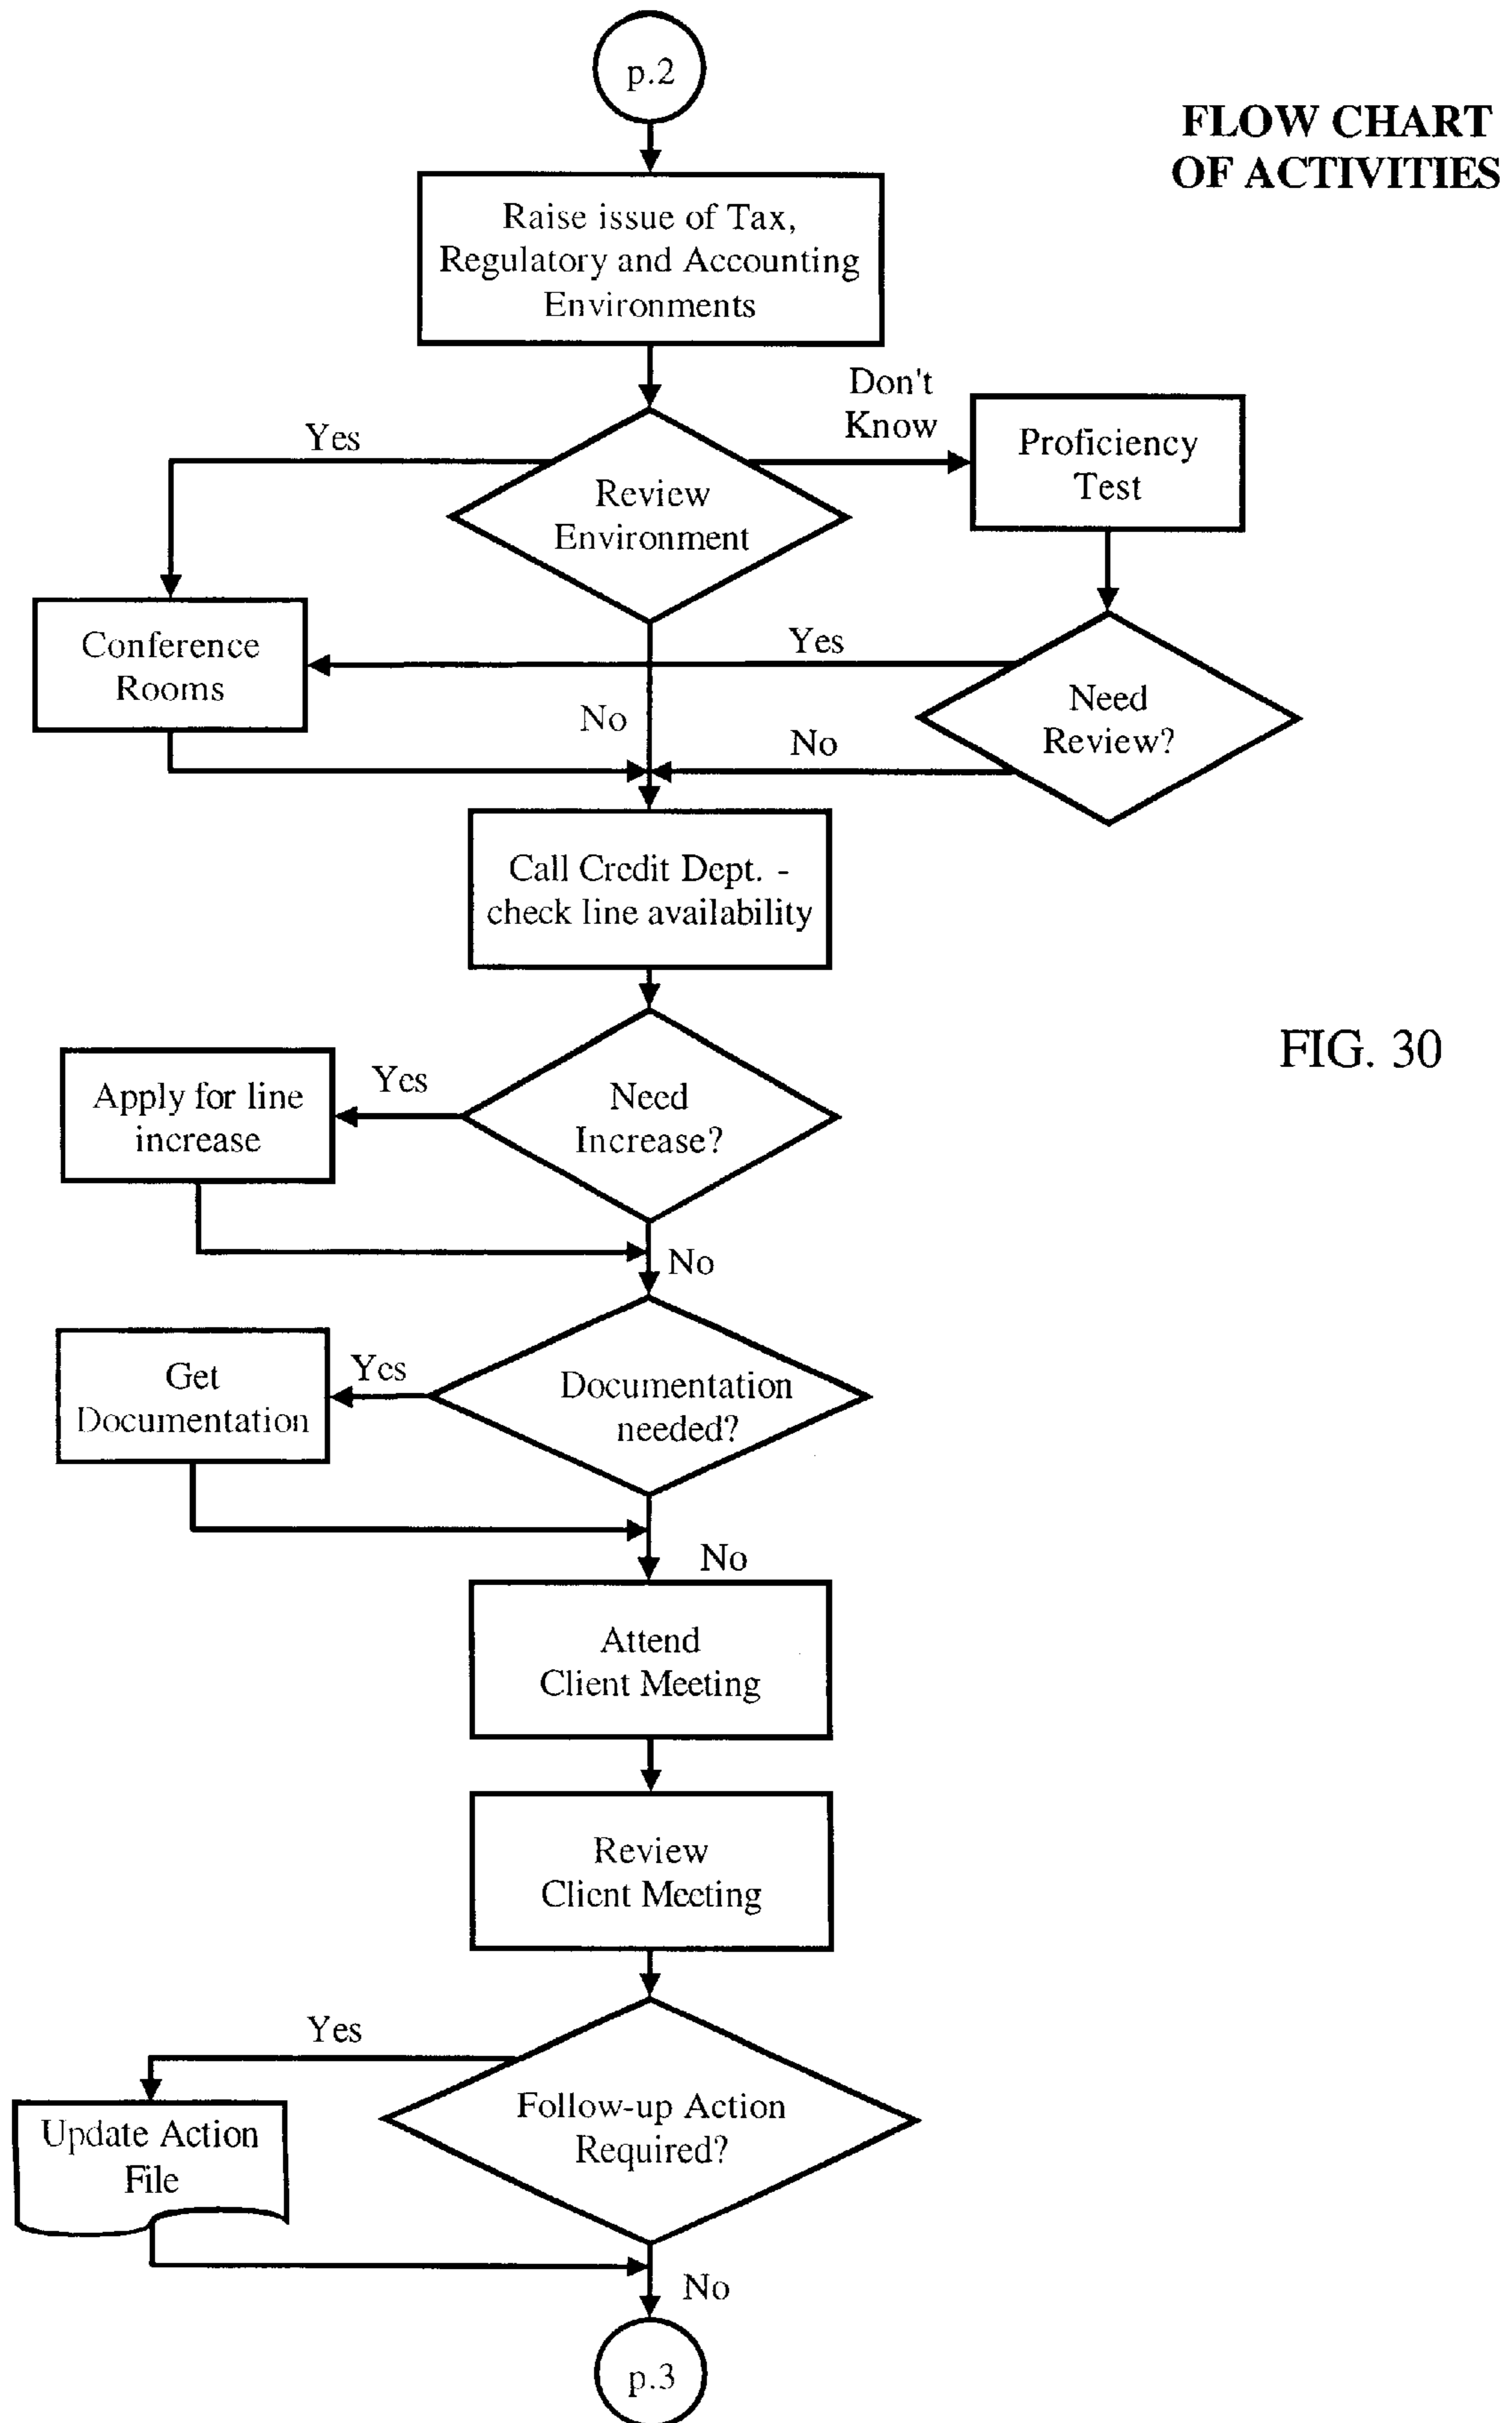 p.2
FLOW CHART
OF ACTIVITIES
Raise issue of Tax,
Regulatory and Accounting
Environments
Don't
Know
Yes
Proficiency
Test
Review
Environment
Conference
Rooms
Yes
Need
Review?
No
No
Call Credit Dept. -
check line availability
FIG. 30
Apply for line
increase
Yes
Need
Increase?
No
Get
Documentation
Yes
Documentation
needed?
No
Attend
Client Meeting
Review
Client Meeting
Yes
Follow-up Action
Required?
Update Action
File
No
p.3